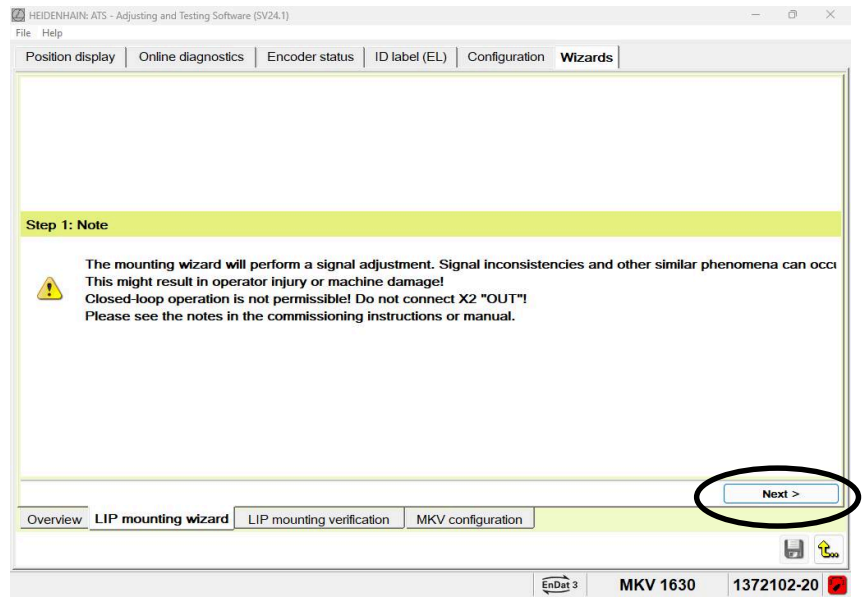 HEIDENHAIN: ATS - Adjusting and Testing Software (SV24.1)
File Help
Position display Online diagnostics Encoder status ID label (EL) Configuration Wizards
Step 1: Note
The mounting wizard will perform a signal adjustment. Signal inconsistencies and other similar phenomena can occu
This might result in operator injury or machine damage!
Closed-loop operation is not permissible! Do not connect X2 "OUT"!
Please see the notes in the commissioning instructions or manual.
Next >
Overview LIP mounting wizard LIP mounting verification MKV configuration
EnDat 3 MKV 1630 1372102-20